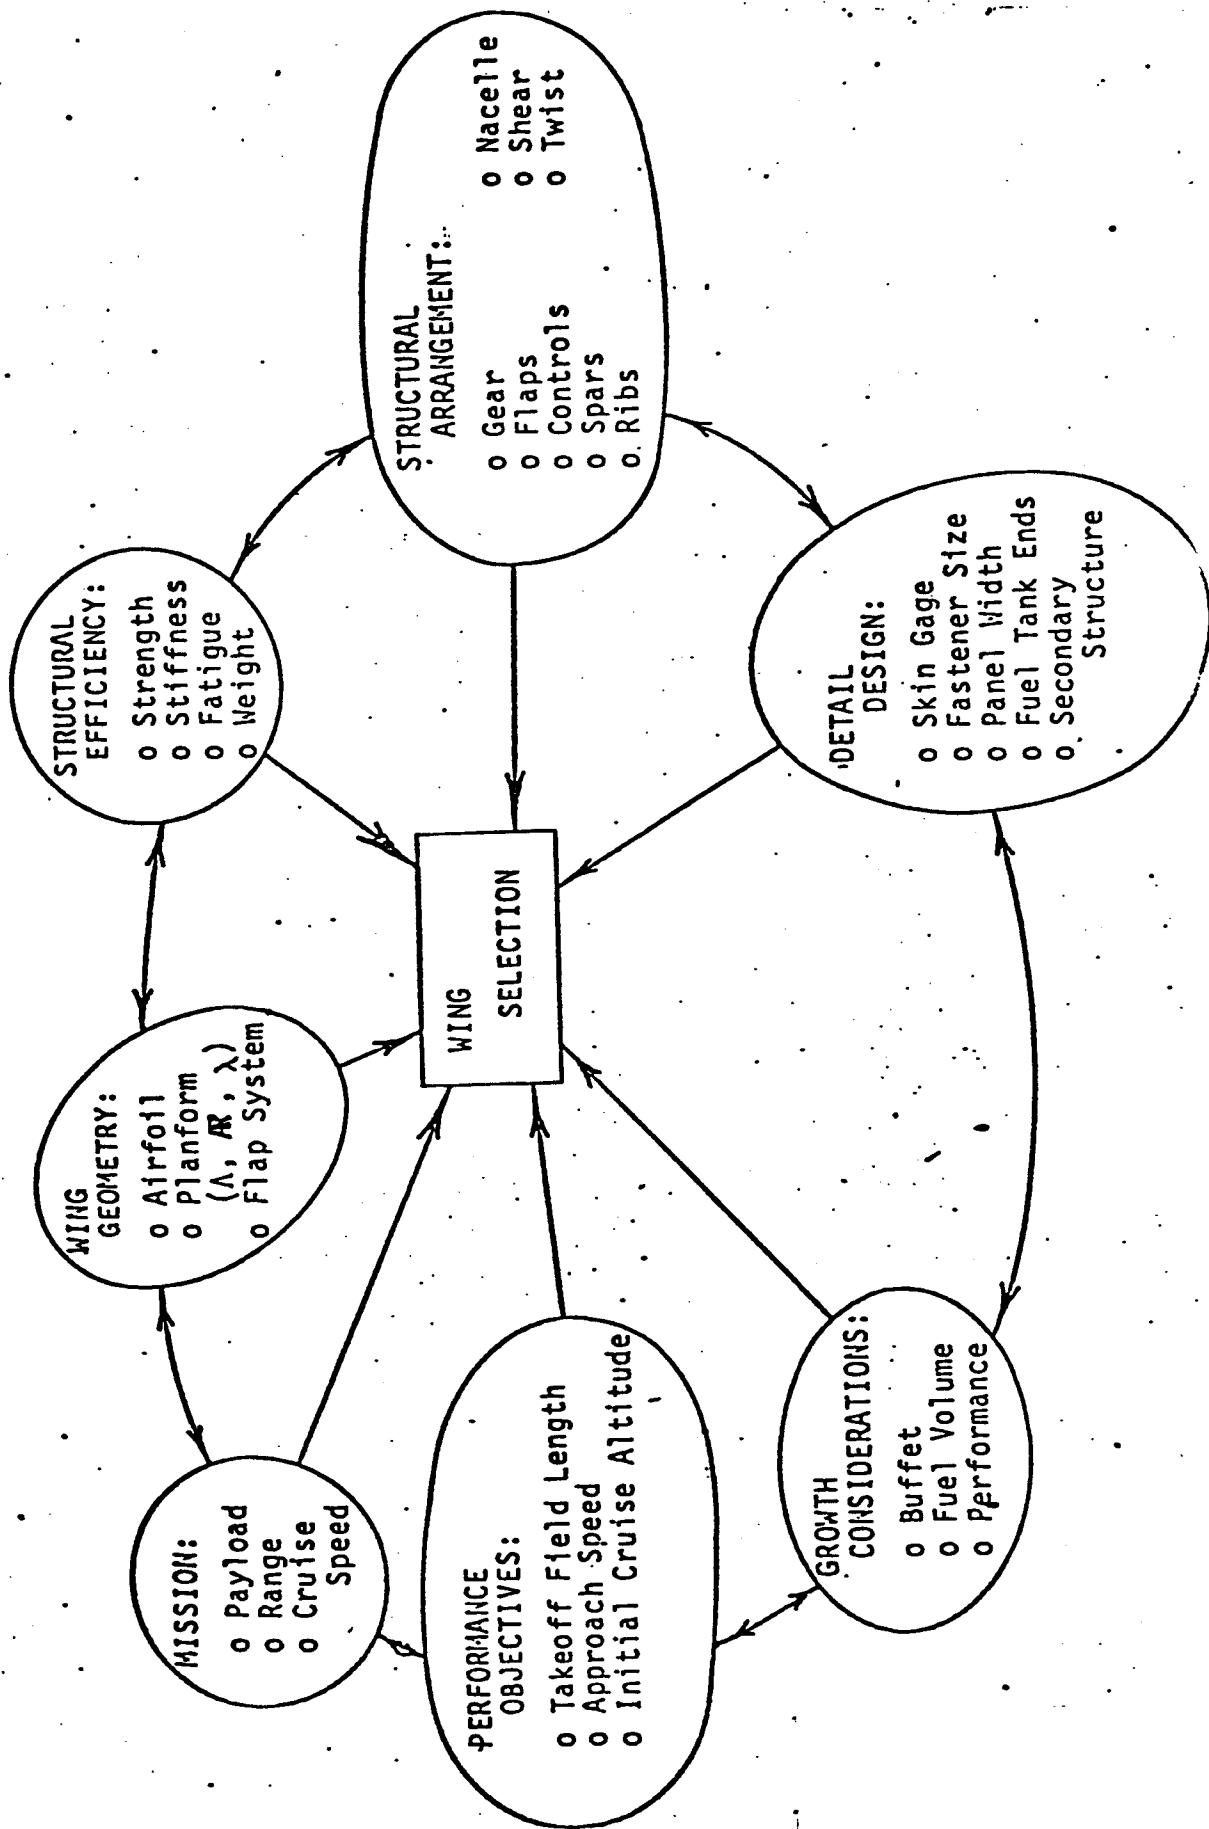 MISSION:
o Payload
o Range
o Cruise
Speed
WING
GEOMETRY:
o Airfoil
o Planform
(Λ, AR, λ)
o Flap System
STRUCTURAL
EFFICIENCY:
o Strength
o Stiffness
o Fatigue
o Weight
PERFORMANCE
OBJECTIVES:
o Takeoff Field Length
o Approach Speed
o Initial Cruise Altitude
WING
SELECTION
STRUCTURAL
ARRANGEMENT:
o Gear
o Flaps
o Controls
o Spars
o Ribs
o Nacelle
o Shear
o Twist
GROWTH
CONSIDERATIONS:
o Buffet
o Fuel Volume
o Performance
DETAIL
DESIGN:
o Skin Gage
o Fastener Size
o Panel Width
o Fuel Tank Ends
o Secondary
Structure